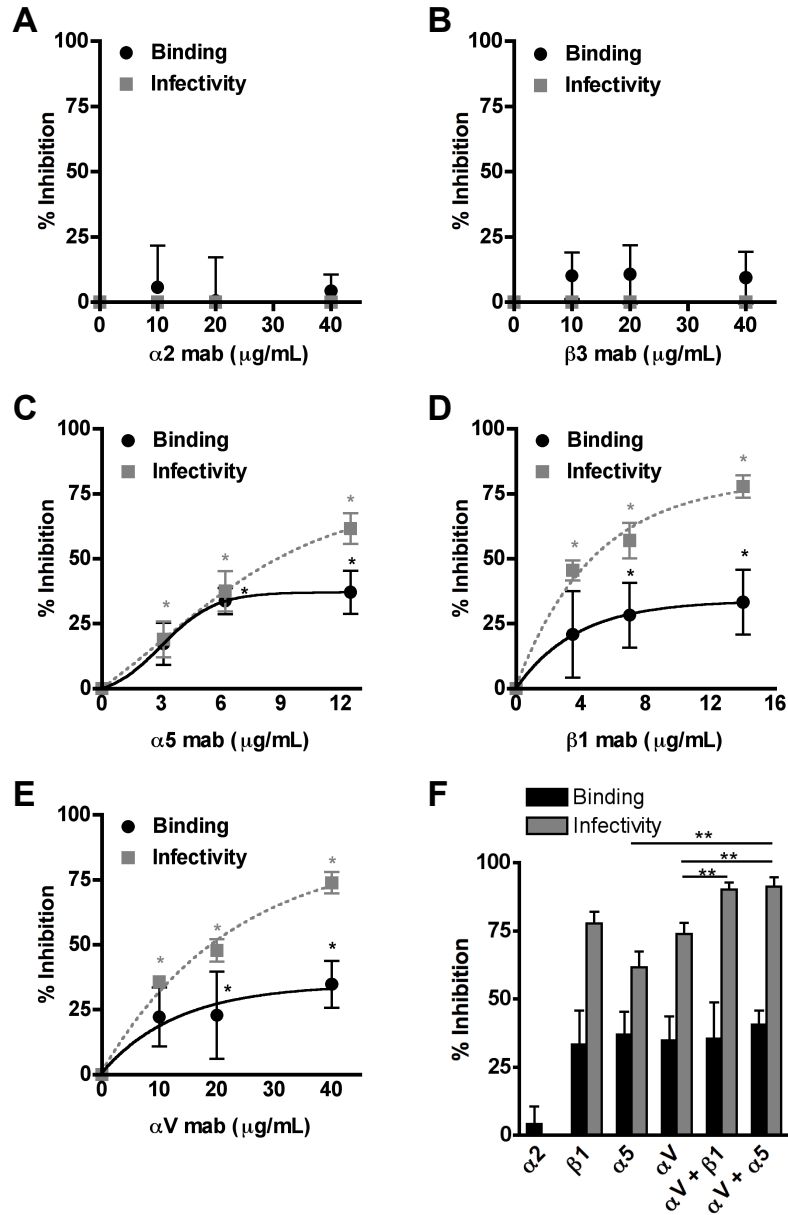 A
100
75
50
25
0
% Inhibition
Binding
Infectivity
0 10 20 30 40
α2 mab (μg/mL)
B
100
75
50
25
0
% Inhibition
Binding
Infectivity
0 10 20 30 40
β3 mab (μg/mL)
C
100
75
50
25
0
% Inhibition
Binding
Infectivity
* * * * *
0 3 6 9 12
α5 mab (μg/mL)
D
100
75
50
25
0
% Inhibition
Binding
Infectivity
* * * * *
0 4 8 12 16
β1 mab (μg/mL)
E
100
75
50
25
0
% Inhibition
Binding
Infectivity
* * * * *
0 10 20 30 40
αV mab (μg/mL)
F
Binding
Infectivity
**
**
**
100
75
50
25
0
% Inhibition
α2
β1
α5
αV
αV + β1
αV + α5